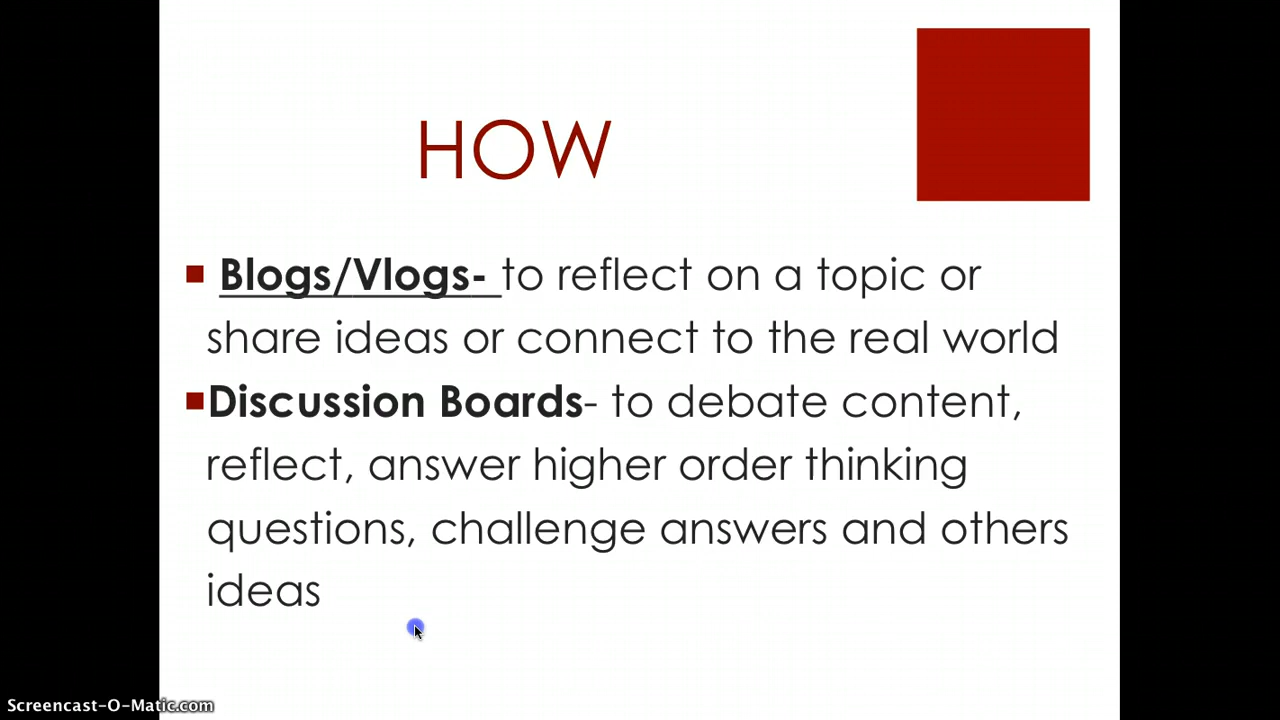 HOW
Blogs/Vlogs- to reflect on a topic or
share ideas or connect to the real world
Discussion Boards- to debate content,
reflect, answer higher order thinking
questions, challenge answers and others
ideas
Screencast-O-Matic.com